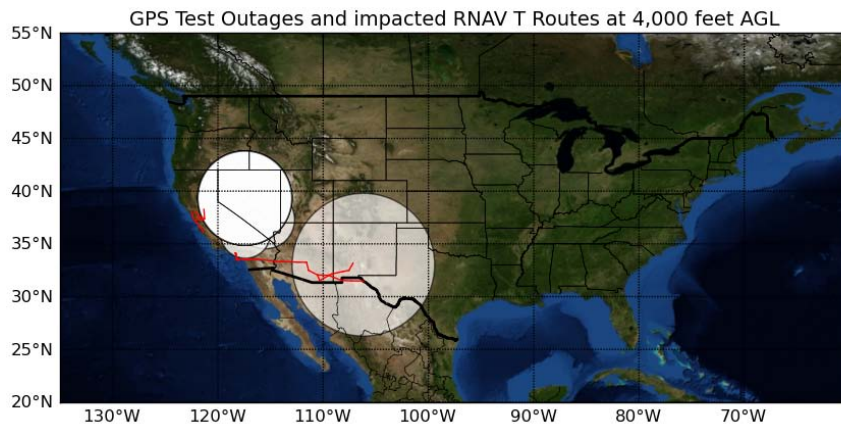 GPS Test Outages and impacted RNAV T Routes at 4,000 feet AGL
55°N
50°N
45°N
40°N
35°N
30°N
25°N
20°N
130°W 120°W 110°W 100°W 90°W 80°W 70°W